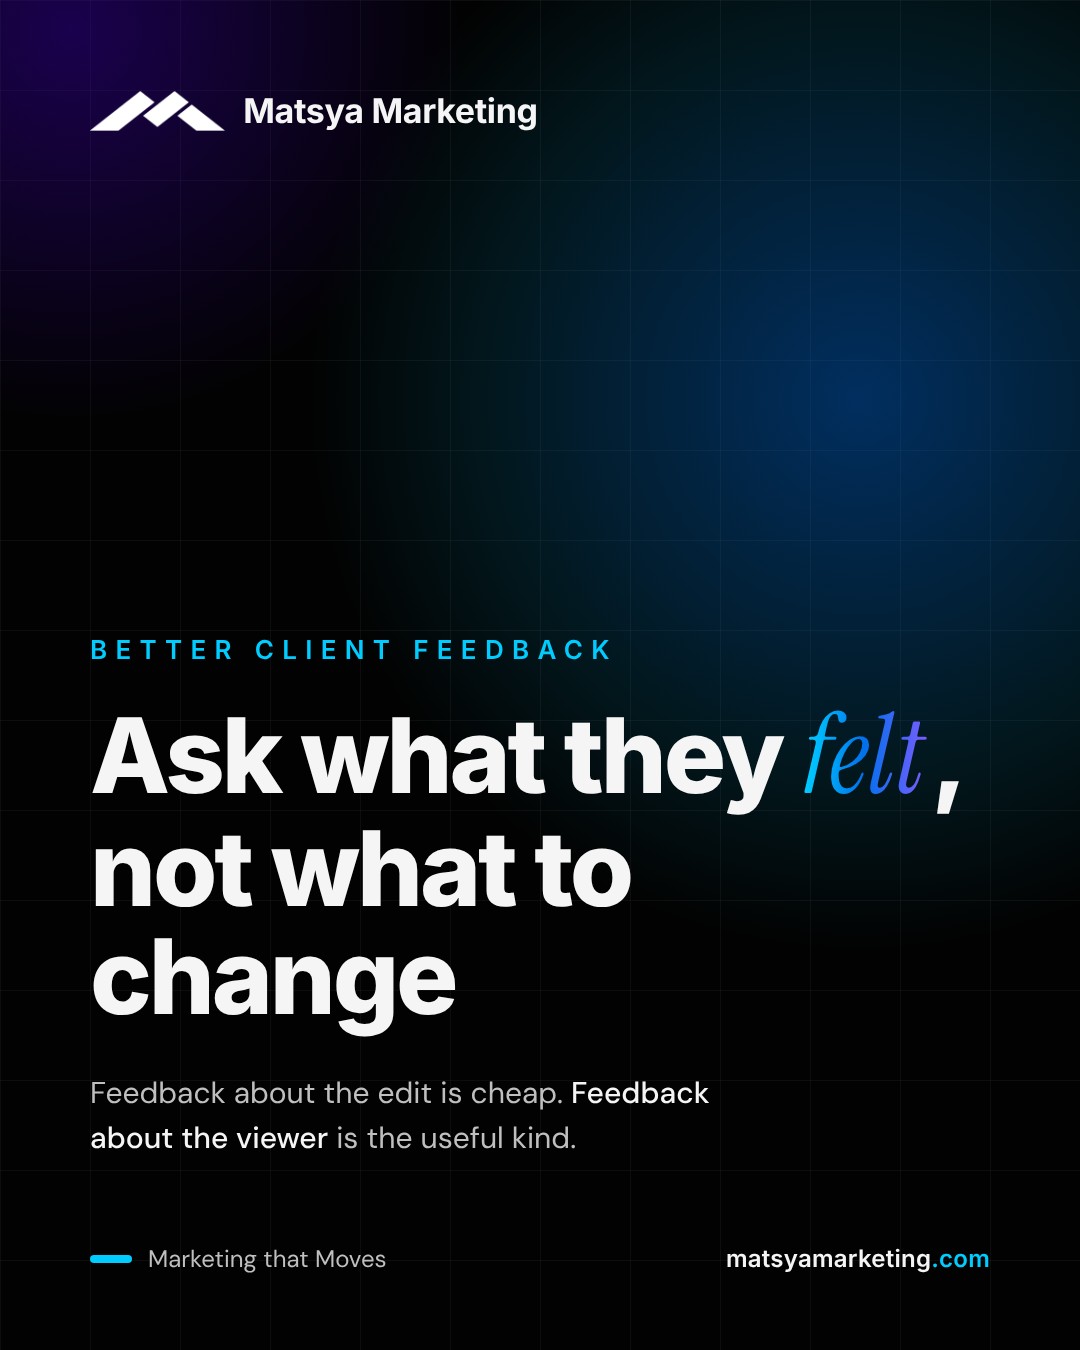 Matsya Marketing
BETTER CLIENT FEEDBACK
Ask what they felt,
not what to
change
Feedback about the edit is cheap. Feedback
about the viewer is the useful kind.
Marketing that Moves
matsyamarketing.com